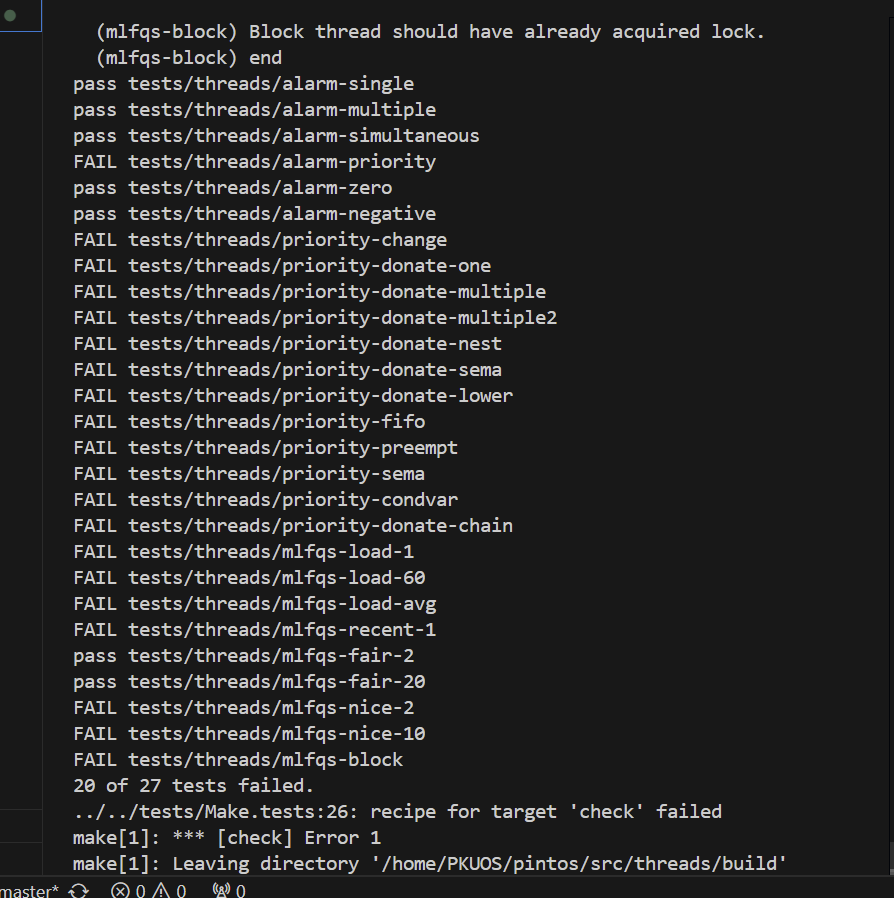 (mlfqs-block) Block thread should have already acquired lock.
(mlfqs-block) end
pass tests/threads/alarm-single
pass tests/threads/alarm-multiple
pass tests/threads/alarm-simultaneous
FAIL tests/threads/alarm-priority
pass tests/threads/alarm-zero
pass tests/threads/alarm-negative
FAIL tests/threads/priority-change
FAIL tests/threads/priority-donate-one
FAIL tests/threads/priority-donate-multiple
FAIL tests/threads/priority-donate-multiple2
FAIL tests/threads/priority-donate-nest
FAIL tests/threads/priority-donate-sema
FAIL tests/threads/priority-donate-lower
FAIL tests/threads/priority-fifo
FAIL tests/threads/priority-preempt
FAIL tests/threads/priority-sema
FAIL tests/threads/priority-condvar
FAIL tests/threads/priority-donate-chain
FAIL tests/threads/mlfqs-load-1
FAIL tests/threads/mlfqs-load-60
FAIL tests/threads/mlfqs-load-avg
FAIL tests/threads/mlfqs-recent-1
pass tests/threads/mlfqs-fair-2
pass tests/threads/mlfqs-fair-20
FAIL tests/threads/mlfqs-nice-2
FAIL tests/threads/mlfqs-nice-10
FAIL tests/threads/mlfqs-block
20 of 27 tests failed.
../../tests/Make.tests:26: recipe for target 'check' failed
make[1]: *** [check] Error 1
make[1]: Leaving directory '/home/PKUOS/pintos/src/threads/build'
master* 0 0 0